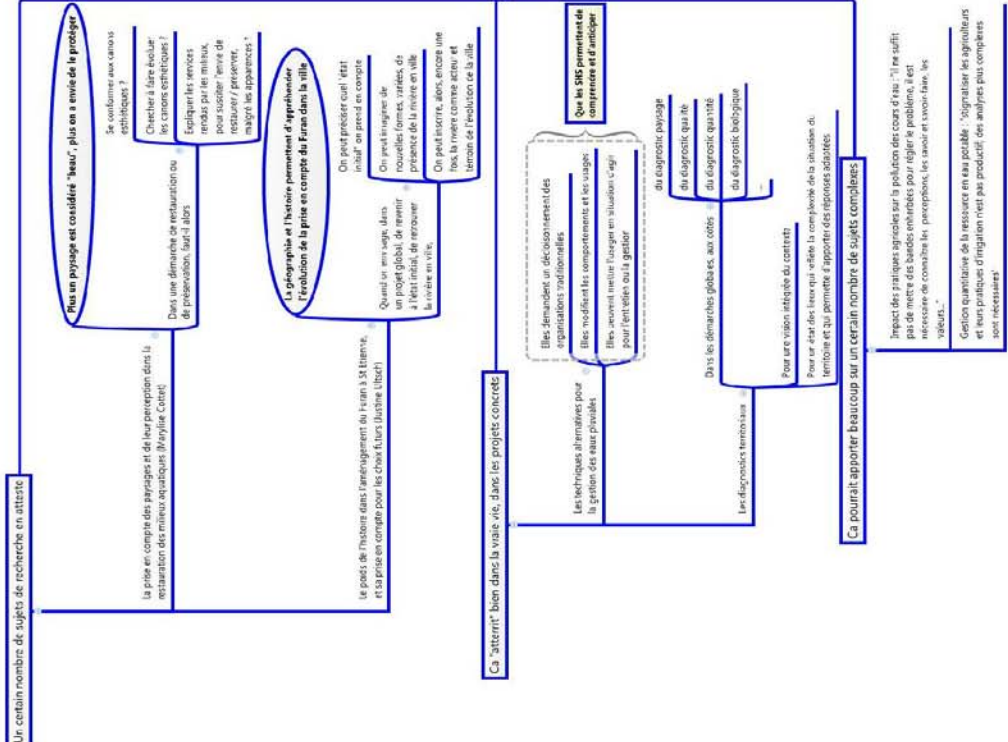 Un certain nombre de sujets de recherche en atteste
La prise en compte des paysages et de leur perception dans la
restauration des milieux aquatiques (Marylise Cottet)
Plus un paysage est considéré "beau", plus on a envie de le protéger
Dans une démarche de restauration ou
de préservation, faut-il alors
Se conformer aux canons
esthétiques ?
Chercher à faire évoluer
les canons esthétiques ?
Expliquer les services
rendus par les milieux,
pour susciter l'envie de
restaurer / préserver,
malgré les apparences ?
Le poids de l'histoire dans l'aménagement du Furan à St Etienne,
et sa prise en compte pour les choix futurs (Justine Ultsch)
La géographie et l'histoire permettent d'appréhender
l'évolution de la prise en compte du Furan dans la ville
Quand on envisage, dans
un projet global, de revenir
à l'état initial, de retrouver
la rivière en ville,
On peut préciser quel "état
initial" on prend en compte
On peut imaginer de
nouvelles formes, variées, de
présence de la rivière en ville
On peut inscrire, alors, encore une
fois, la rivière comme acteur et
témoin de l'évolution de la ville
Ca "atterrit" bien dans la vraie vie, dans les projets concrets
Les techniques alternatives pour
la gestion des eaux pluviales
Elles demandent un décloisonnement des
organisations traditionnelles
Elles modifient les comportements et les usages
Elles peuvent mettre l'usager en situation d'agir
pour l'entretien ou la gestion
Que les SHS permettent de
comprendre et d'anticiper
Les diagnostics territoriaux
Dans les démarches globales, aux côtés
du diagnostic paysage
du diagnostic qualité
du diagnostic quantité
du diagnostic biologique
...
Pour une vision intégrée du contexte
Pour un état des lieux qui reflète la complexité de la situation du
territoire et qui permette d'apporter des réponses adaptées
Ca pourrait apporter beaucoup sur un certain nombre de sujets complexes
Impact des pratiques agricoles sur la pollution des cours d'eau : "il ne suffit
pas de mettre des bandes enherbées pour régler le problème, il est
nécessaire de connaître les perceptions, les savoir et savoir-faire, les
valeurs..."
Gestion quantitative de la ressource en eau potable : "stigmatiser les agriculteurs
et leurs pratiques d'irrigation n'est pas productif, des analyses plus complexes
sont nécessaires"